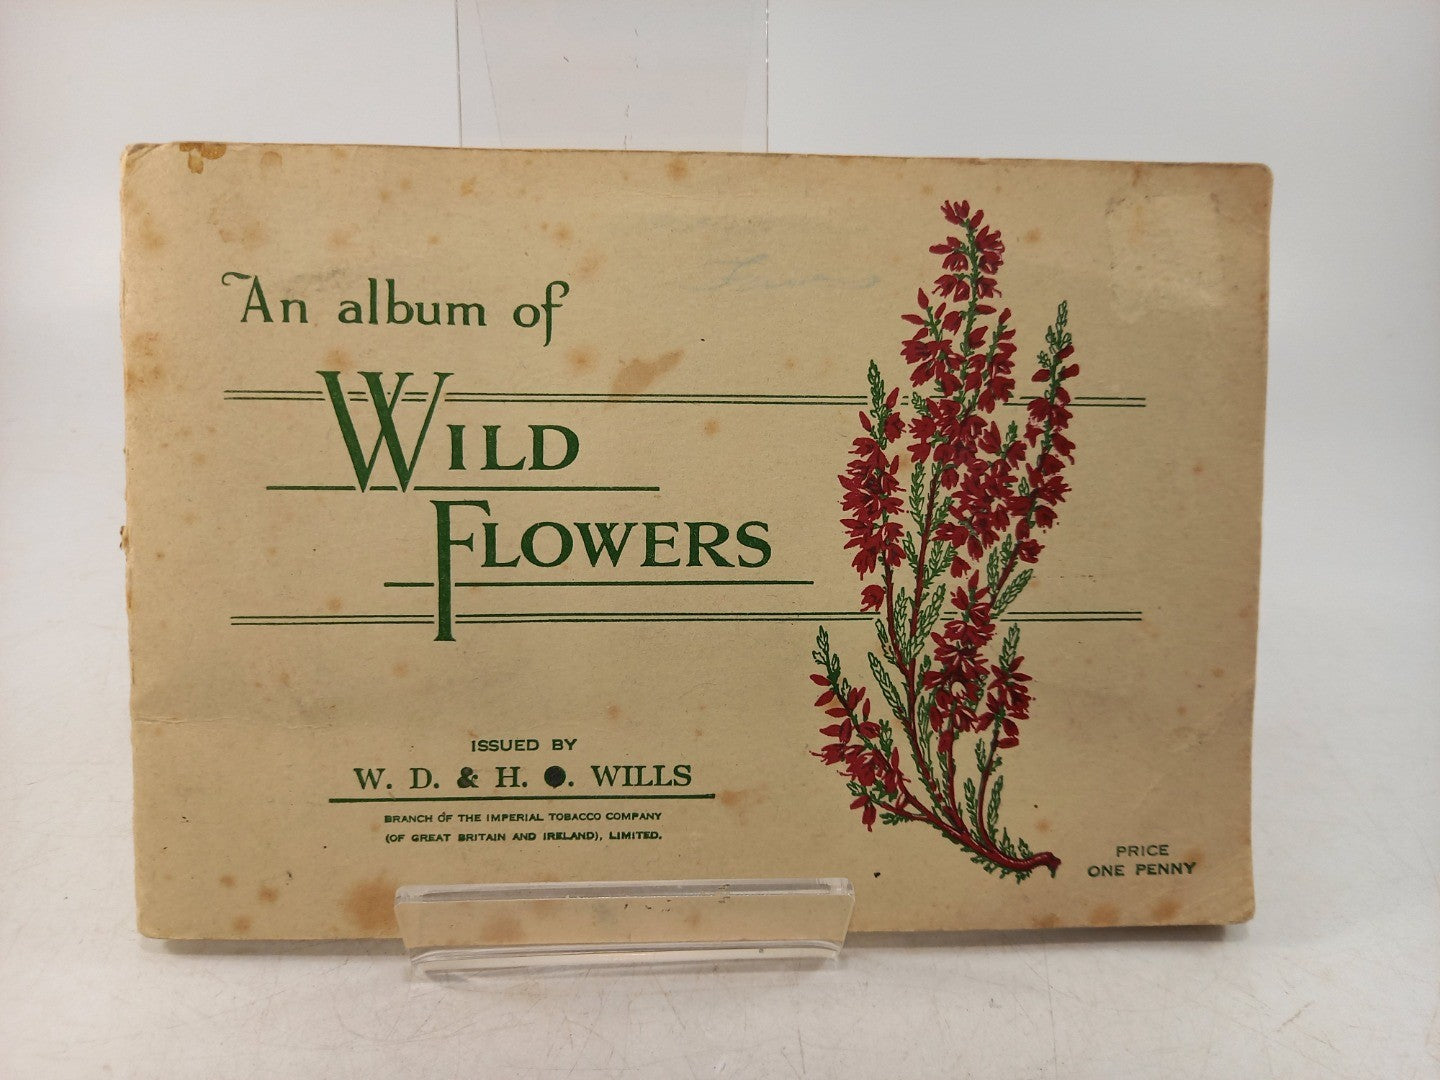 An album of
WILD
FLOWERS
ISSUED BY
W. D. & H. O. WILLS
BRANCH OF THE IMPERIAL TOBACCO COMPANY
(OF GREAT BRITAIN AND IRELAND), LIMITED.
PRICE
ONE PENNY